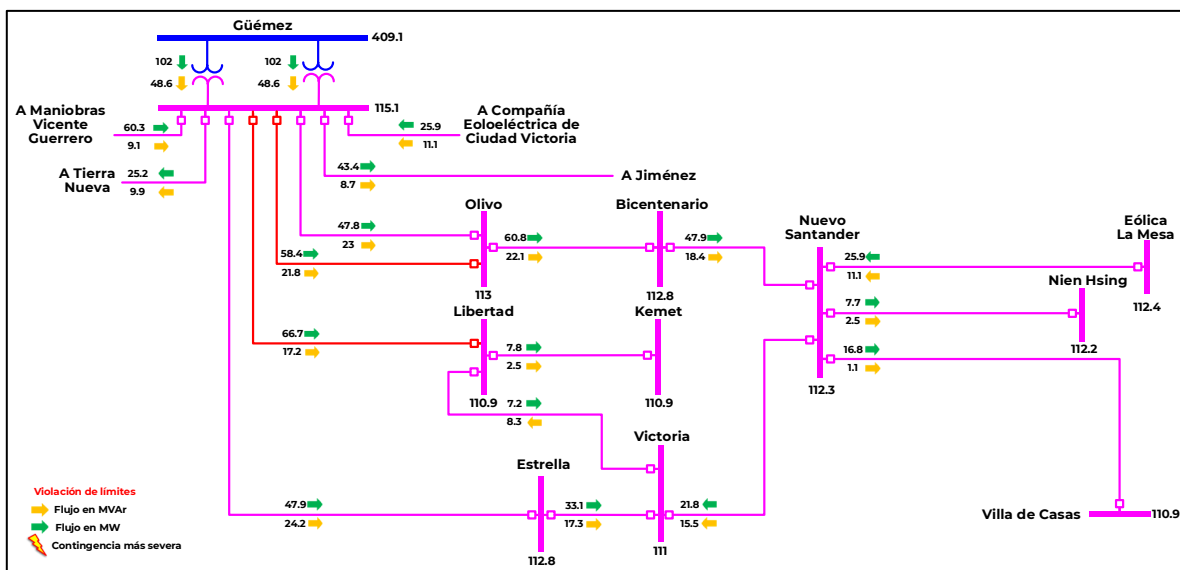 Güémez
409.1
102
102
48.6
48.6
115.1
A Maniobras
Vicente
Guerrero
60.3
9.1
A Compañía
Eoloeléctrica de
Ciudad Victoria
25.9
11.1
A Tierra
Nueva
25.2
9.9
43.4
8.7
A Jiménez
Olivo
Bicentenario
Nuevo
Santander
Eólica
La Mesa
47.8
23
60.8
22.1
47.9
18.4
58.4
21.8
25.9
11.1
113
112.8
Nien Hsing
112.4
Libertad
Kemet
7.7
2.5
66.7
17.2
112.2
7.8
2.5
16.8
1.1
110.9
110.9
112.3
7.2
8.3
Victoria
Estrella
47.9
24.2
33.1
17.3
21.8
15.5
112.8
111
Villa de Casas
110.9
Violación de límites
Flujo en MVAr
Flujo en MW
Contingencia más severa